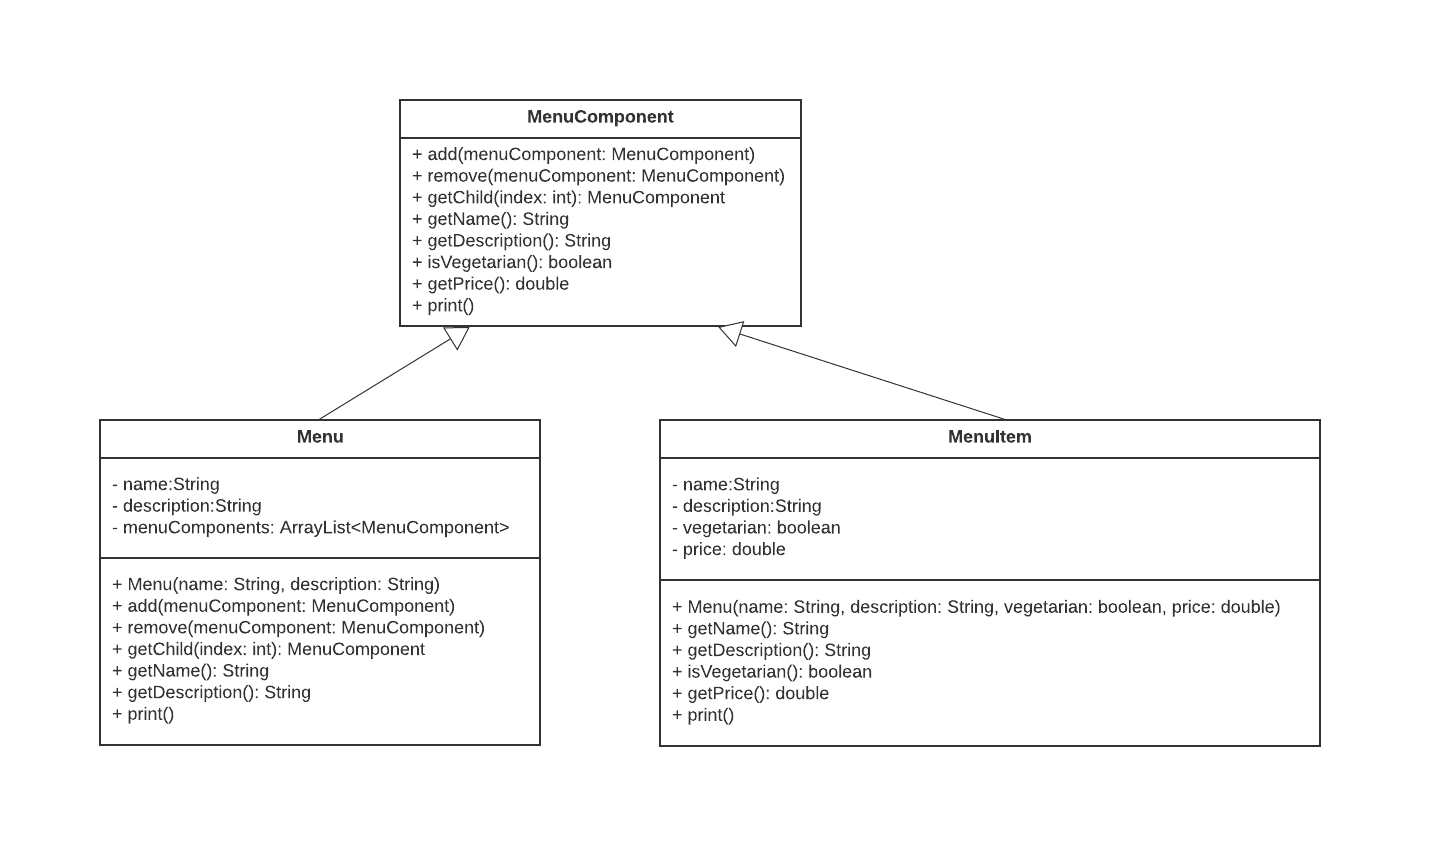 MenuComponent
+ add(menuComponent: MenuComponent)
+ remove(menuComponent: MenuComponent)
+ getChild(index: int): MenuComponent
+ getName(): String
+ getDescription(): String
+ isVegetarian(): boolean
+ getPrice(): double
+ print()
Menu
- name:String
- description:String
- menuComponents: ArrayList<MenuComponent>
+ Menu(name: String, description: String)
+ add(menuComponent: MenuComponent)
+ remove(menuComponent: MenuComponent)
+ getChild(index: int): MenuComponent
+ getName(): String
+ getDescription(): String
+ print()
MenuItem
- name:String
- description:String
- vegetarian: boolean
- price: double
+ Menu(name: String, description: String, vegetarian: boolean, price: double)
+ getName(): String
+ getDescription(): String
+ isVegetarian(): boolean
+ getPrice(): double
+ print()